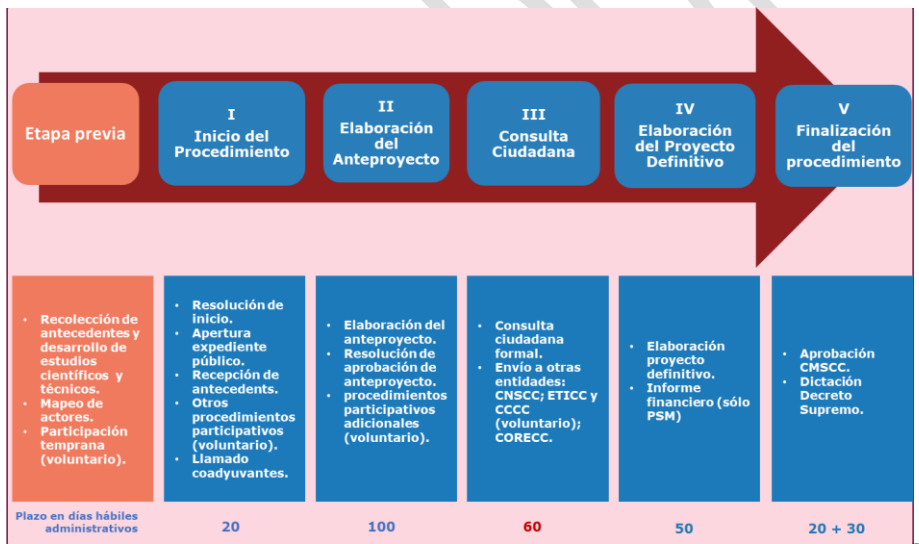 Etapa previa
I
Inicio del
Procedimiento
II
Elaboración
del
Anteproyecto
III
Consulta
Ciudadana
IV
Elaboración
del Proyecto
Definitivo
V
Finalización
del
procedimiento
• Recolección de
antecedentes y
desarrollo de
estudios
científicos y
técnicos.
• Mapeo de
actores.
• Participación
temprana
(voluntario).
• Resolución de
inicio.
• Apertura
expediente
público.
• Recepción de
antecedents.
• Otros
procedimientos
participativos
(voluntario).
• Llamado
coadyuvantes.
• Elaboración del
anteproyecto.
• Resolución de
aprobación de
anteproyecto.
• procedimientos
participativos
adicionales
(voluntario).
• Consulta
ciudadana
formal.
• Envío a otras
entidades:
CNSCC; ETICC y
CCCC
(voluntario);
CORECC.
• Elaboración
proyecto
definitivo.
• Informe
financiero (sólo
PSM)
• Aprobación
CMSCC.
• Dictación
Decreto
Supremo.
Plazo en días hábiles
administrativos
20
100
60
50
20 + 30